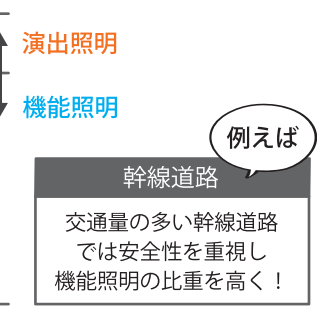 演出照明
機能照明
例えば
幹線道路
交通量の多い幹線道路
では安全性を重視し
機能照明の比重を高く！